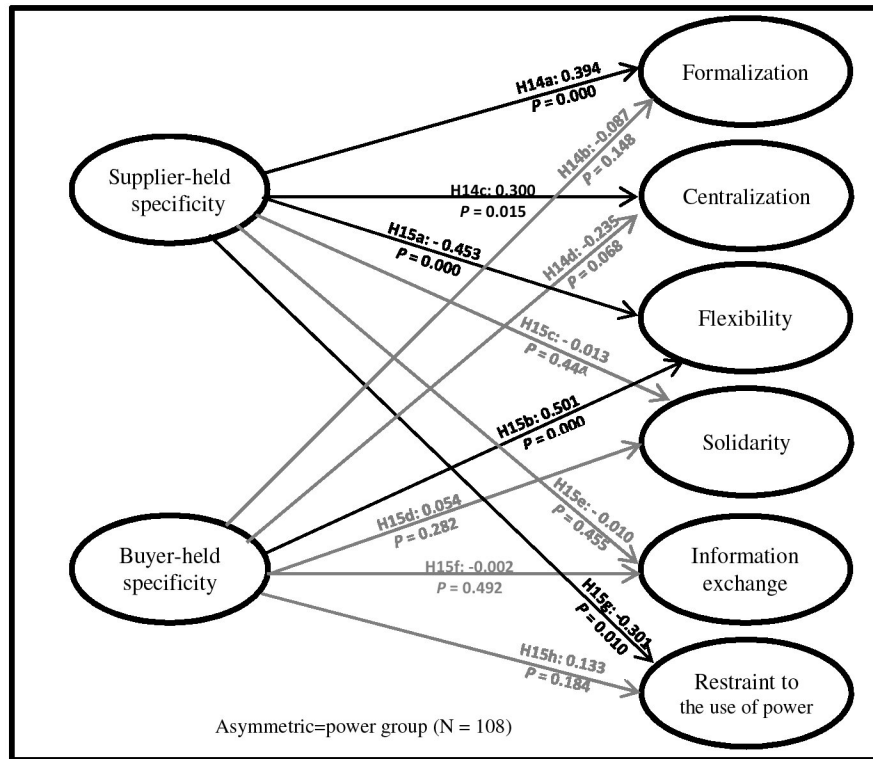 H14a: 0.394
P = 0.000
Formalization
H14b: -0.087
P = 0.148
Supplier-held
specificity
H14c: 0.300
P = 0.015
Centralization
H14d: -0.235
P = 0.068
H15a: - 0.453
P = 0.000
Flexibility
H15c: - 0.013
P = 0.444
H15b: 0.501
P = 0.000
Solidarity
H15d: 0.054
P = 0.282
H15e: - 0.010
P = 0.455
Buyer-held
specificity
H15f: -0.002
P = 0.492
Information
exchange
H15g: -0.301
P = 0.010
H15h: 0.133
P = 0.184
Restraint to
the use of power
Asymmetric=power group (N = 108)